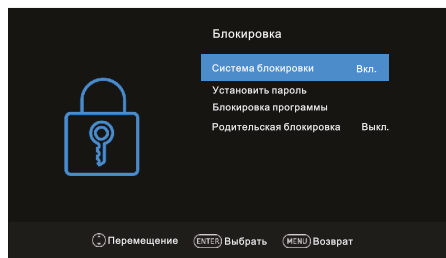 Блокировка
Система блокировки Вкл.
Установить пароль
Блокировка программы
Родительская блокировка Выкл.
Перемещение ENTER Выбрать MENU Возврат